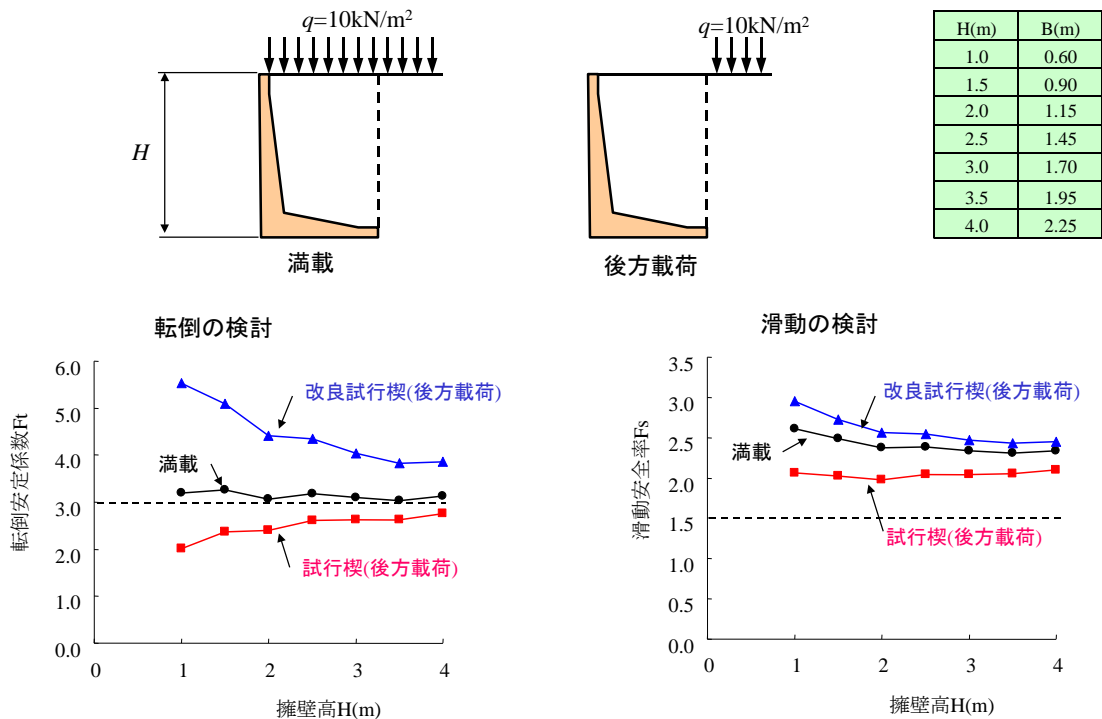 q=10kN/m²
H
満載
q=10kN/m²
後方載荷
H(m) B(m)
1.0 0.60
1.5 0.90
2.0 1.15
2.5 1.45
3.0 1.70
3.5 1.95
4.0 2.25
転倒の検討
転倒安定係数Ft
6.0
5.0
4.0
3.0
2.0
1.0
0.0
改良試行楔(後方載荷)
満載
試行楔(後方載荷)
0 1 2 3 4
擁壁高H(m)
滑動の検討
滑動安全率Fs
3.5
3.0
2.5
2.0
1.5
1.0
0.5
0.0
改良試行楔(後方載荷)
満載
試行楔(後方載荷)
0 1 2 3 4
擁壁高H(m)